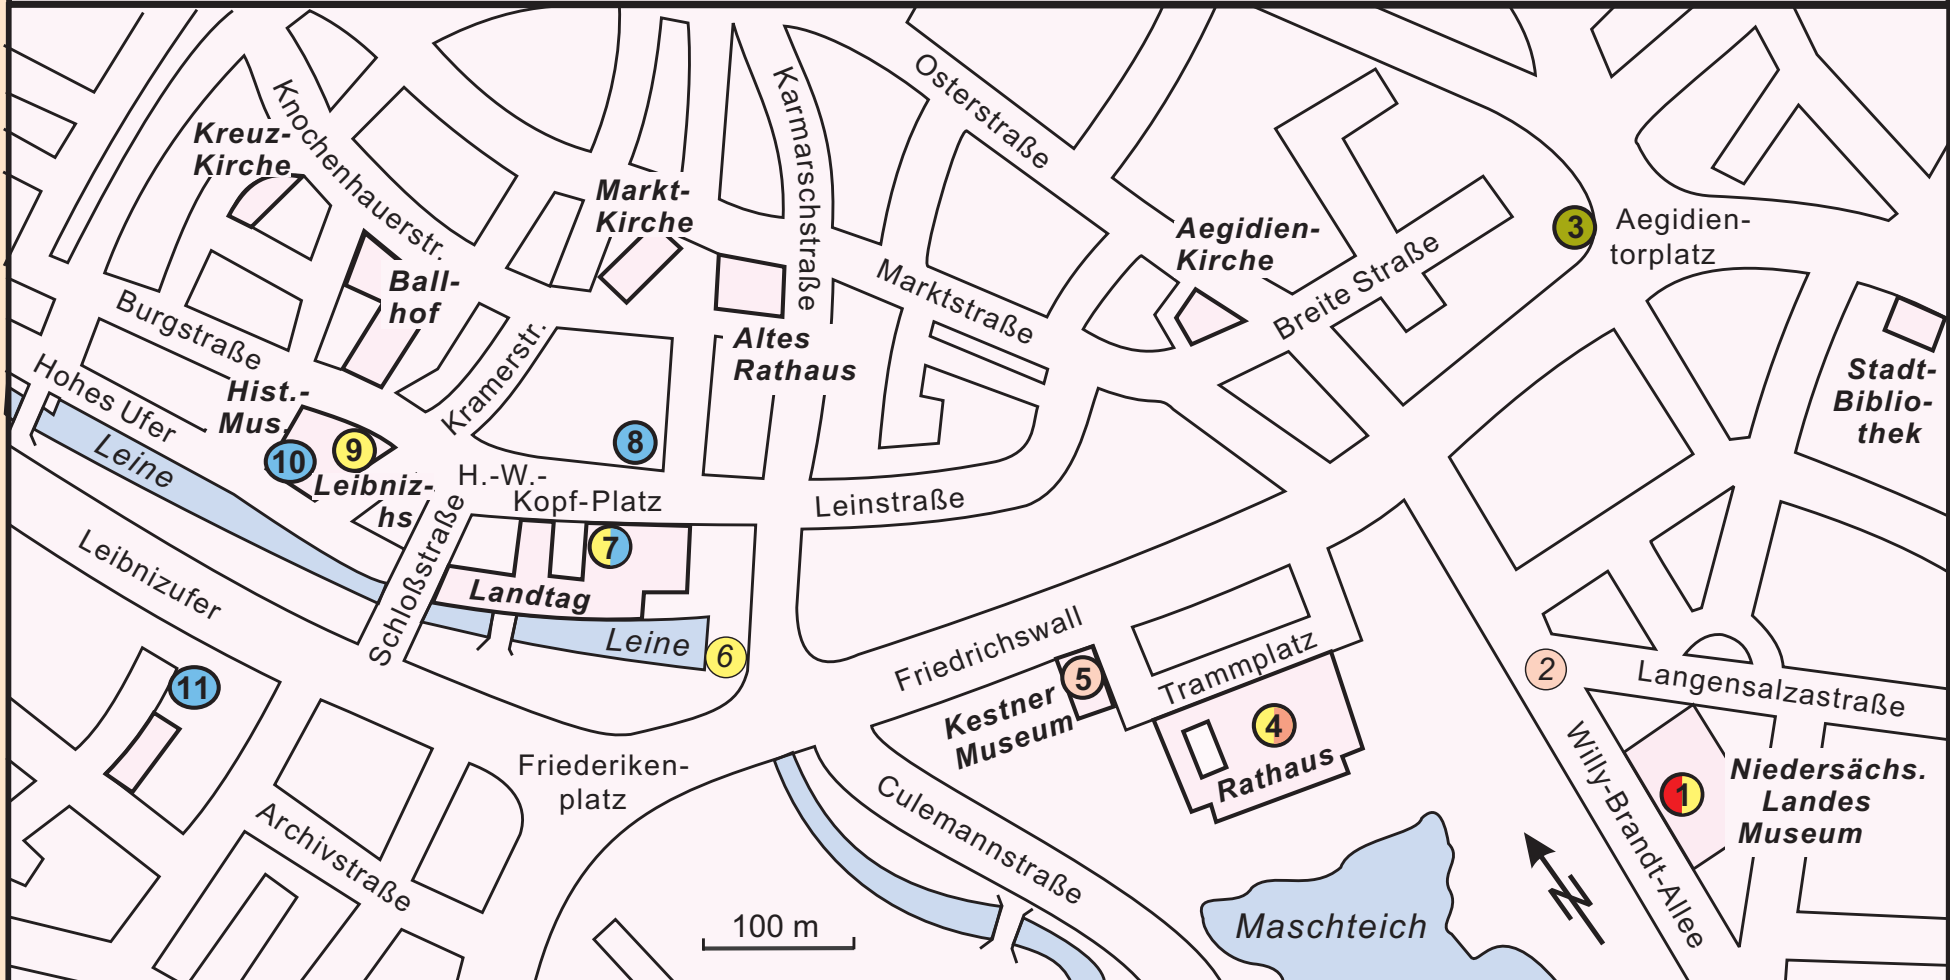 Knochenhauerstr.
Kreuz-
Kirche
Karmarschstraße
Osterstraße
Markt-
Kirche
Aegidien-
Kirche
3
Aegidien-
torplatz
Ball-
hof
Marktstraße
Breite Straße
Burgstraße
Altes
Rathaus
Kramerstr.
Stadt-
Biblio-
thek
Hohes Ufer
Hist.-
Mus.
8
9
10
Leine
Leibniz-
hs
H.-W.-
Kopf-Platz
Leinstraße
7
Schloßstraße
Leibnizufer
Landtag
Leine
6
Friedrichswall
Trammplatz
2
Langensalzastraße
11
5
Kestner
Museum
4
Rathaus
Friederiken-
platz
Culemannstraße
Willy-Brandt-Allee
1
Niedersächs.
Landes
Museum
Archivstraße
100 m
Maschteich
N